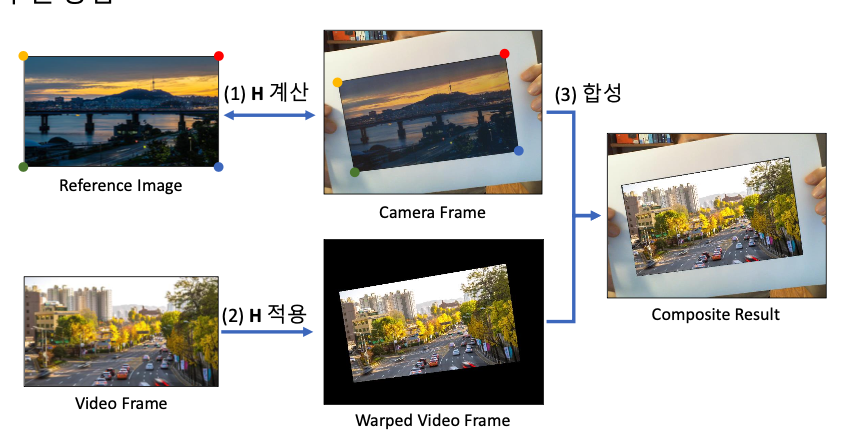 (1) H 계산
(3) 합성
Reference Image
Camera Frame
(2) H 적용
Composite Result
Video Frame
Warped Video Frame